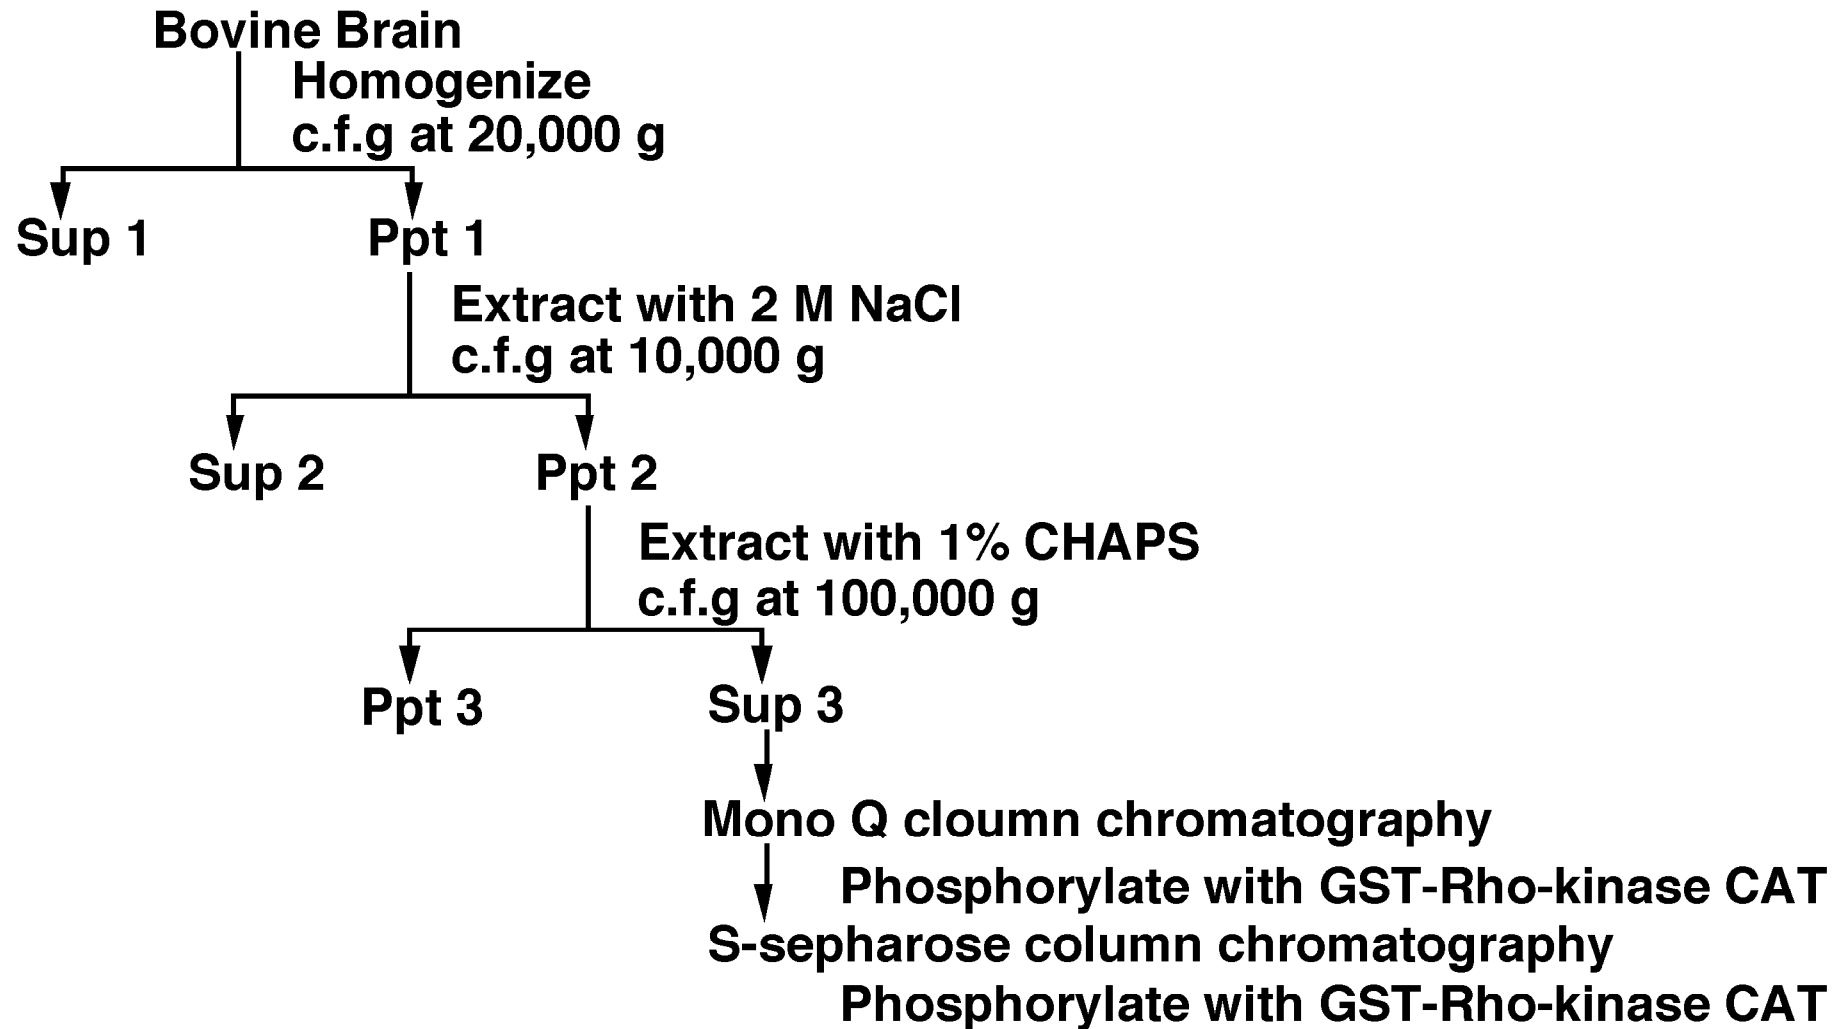 Bovine Brain
Homogenize
c.f.g at 20,000 g
Sup 1
Ppt 1
Extract with 2 M NaCl
c.f.g at 10,000 g
Sup 2
Ppt 2
Extract with 1% CHAPS
c.f.g at 100,000 g
Ppt 3
Sup 3
Mono Q cloumn chromatography
Phosphorylate with GST-Rho-kinase CAT
S-sepharose column chromatography
Phosphorylate with GST-Rho-kinase CAT